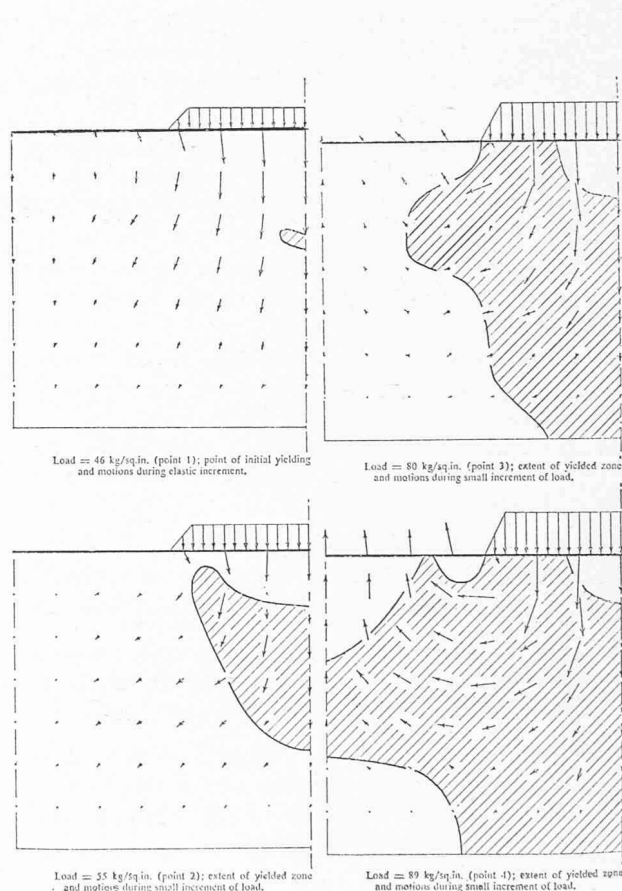 Load = 46 kg/sq.in. (point 1); point of initial yielding
and motions during elastic increment.
Load = 80 kg/sq.in. (point 3); extent of yielded zone
and motions during small increment of load.
Load = 55 kg/sq.in. (point 2); extent of yielded zone
and motions during small increment of load.
Load = 89 kg/sq.in. (point 4); extent of yielded zone
and motions during small increment of load.